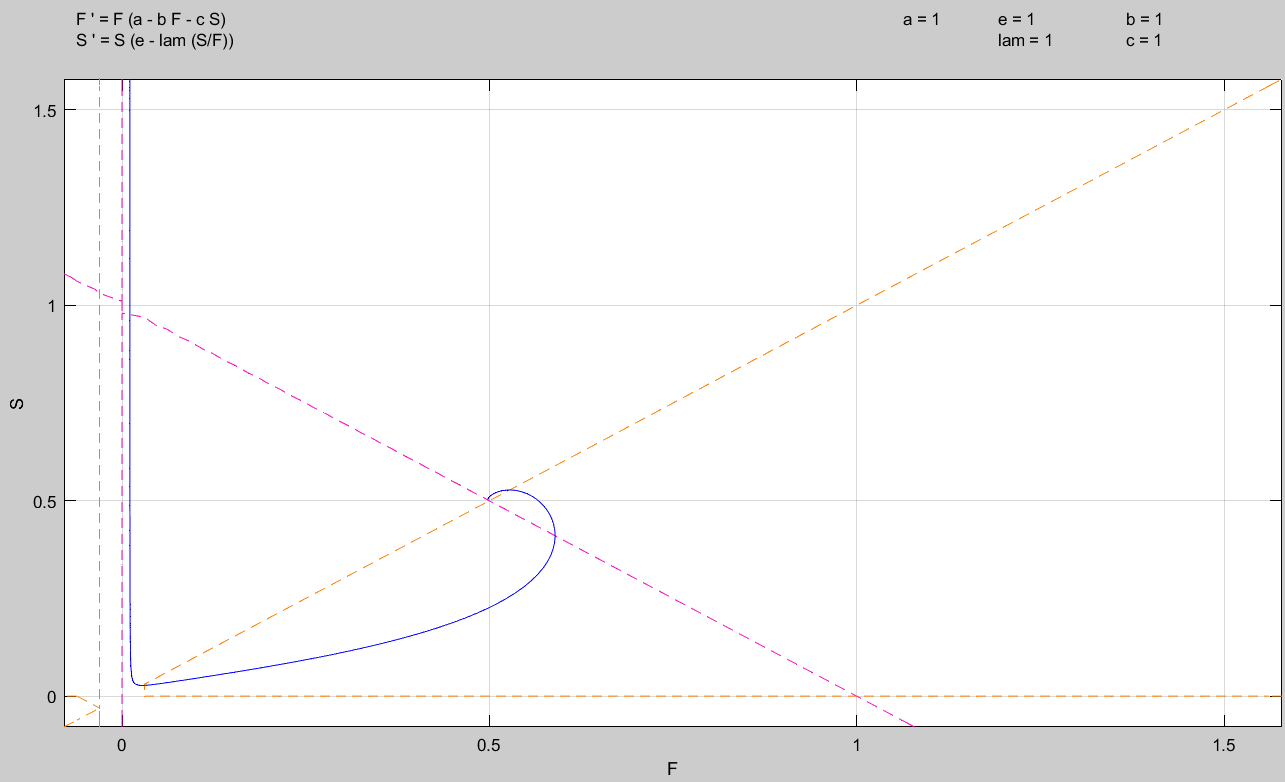 F ' = F (a - b F - c S)
S ' = S (e - lam (S/F))
a = 1
e = 1
b = 1
lam = 1
c = 1
1.5
1
0.5
0
S
0
0.5
1
1.5
F